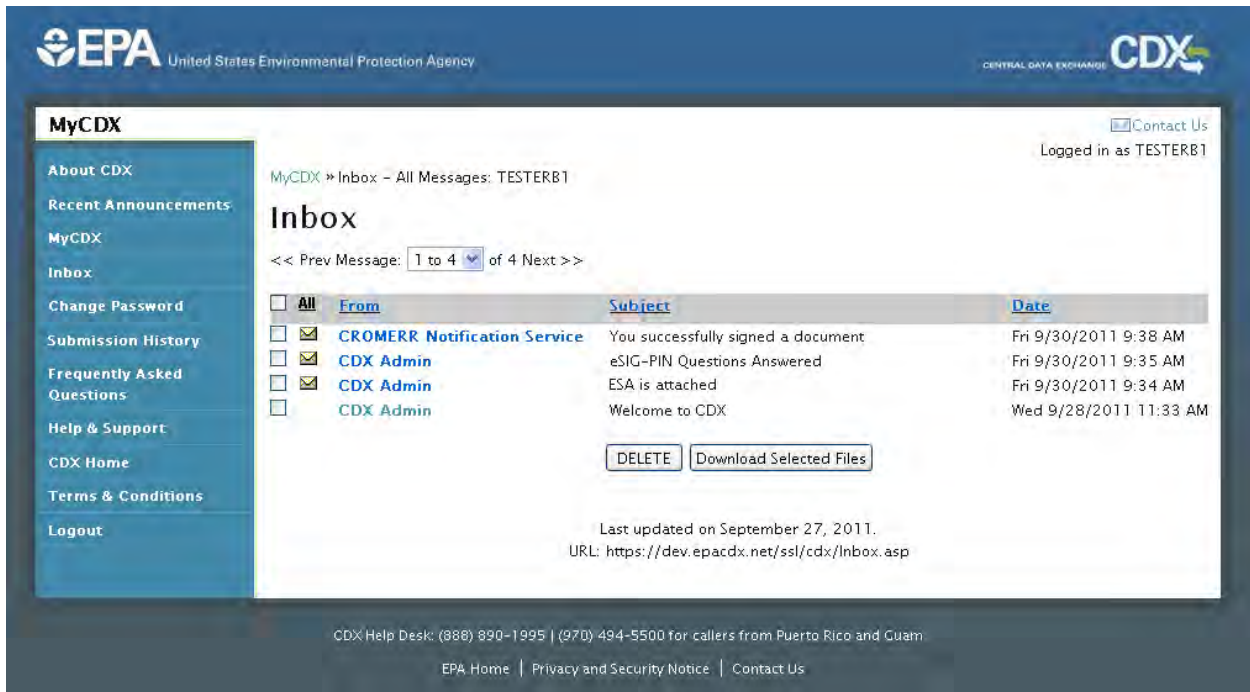 EPA United States Environmental Protection Agency
CENTRAL DATA EXCHANGE CDX
MyCDX
About CDX
Recent Announcements
MyCDX
Inbox
Change Password
Submission History
Frequently Asked
Questions
Help & Support
CDX Home
Terms & Conditions
Logout
Contact Us
Logged in as TESTERB1
MyCDX » Inbox - All Messages: TESTERB1
Inbox
<< Prev Message: 1 to 4 of 4 Next >>
All From Subject Date
CROMERR Notification Service You successfully signed a document Fri 9/30/2011 9:38 AM
CDX Admin eSIG-PIN Questions Answered Fri 9/30/2011 9:35 AM
CDX Admin ESA is attached Fri 9/30/2011 9:34 AM
CDX Admin Welcome to CDX Wed 9/28/2011 11:33 AM
DELETE Download Selected Files
Last updated on September 27, 2011.
URL: https://dev.epacdx.net/ssl/cdx/Inbox.asp
CDX Help Desk: (888) 890-1995 | (970) 494-5500 for callers from Puerto Rico and Guam
EPA Home | Privacy and Security Notice | Contact Us